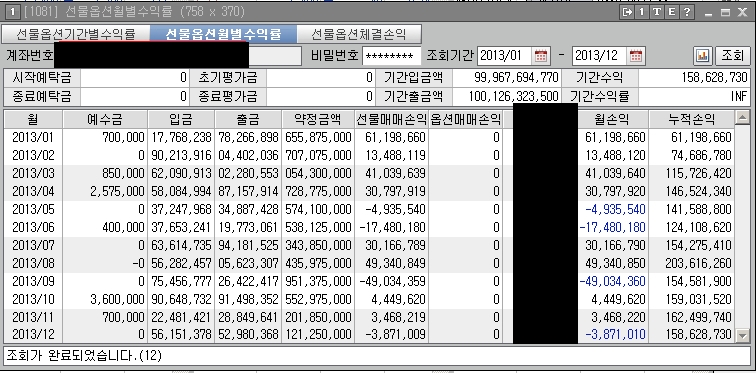 1 [1081] 선물옵션월별수익률 (758 x 370) 1 T E ?
선물옵션기간별수익률 선물옵션월별수익률 선물옵션체결손익
계좌번호 비밀번호 ******** 조회기간 2013/01 - 2013/12 조회
시작예탁금 0 초기평가금 0 기간입금액 99,967,694,770 기간수익 158,628,730
종료예탁금 0 종료평가금 0 기간출금액 100,126,323,500 기간수익률 INF
월 예수금 입금 출금 약정금액 선물매매손익 옵션매매손익 월손익 누적손익
2013/01 700,000 17,768,238 78,266,898 655,875,000 61,198,660 0 61,198,660 61,198,660
2013/02 0 90,213,916 04,402,036 707,075,000 13,488,119 0 13,488,120 74,686,780
2013/03 850,000 62,090,913 02,280,553 054,300,000 41,039,639 0 41,039,640 115,726,420
2013/04 2,575,000 58,084,994 87,157,914 728,775,000 30,797,919 0 30,797,920 146,524,340
2013/05 0 37,247,968 34,887,428 574,100,000 -4,935,540 0 -4,935,540 141,588,800
2013/06 400,000 37,653,241 19,773,061 538,125,000 -17,480,180 0 -17,480,180 124,108,620
2013/07 0 63,614,735 94,181,525 343,850,000 30,166,789 0 30,166,790 154,275,410
2013/08 -0 56,282,457 05,623,307 435,975,000 49,340,849 0 49,340,850 203,616,260
2013/09 0 75,456,777 26,422,417 951,375,000 -49,034,359 0 -49,034,360 154,581,900
2013/10 3,600,000 90,648,732 91,498,352 552,975,000 4,449,620 0 4,449,620 159,031,520
2013/11 700,000 22,481,421 28,849,641 201,850,000 3,468,219 0 3,468,220 162,499,740
2013/12 0 56,151,378 52,980,368 121,250,000 -3,871,009 0 -3,871,010 158,628,730
조회가 완료되었습니다.(12)